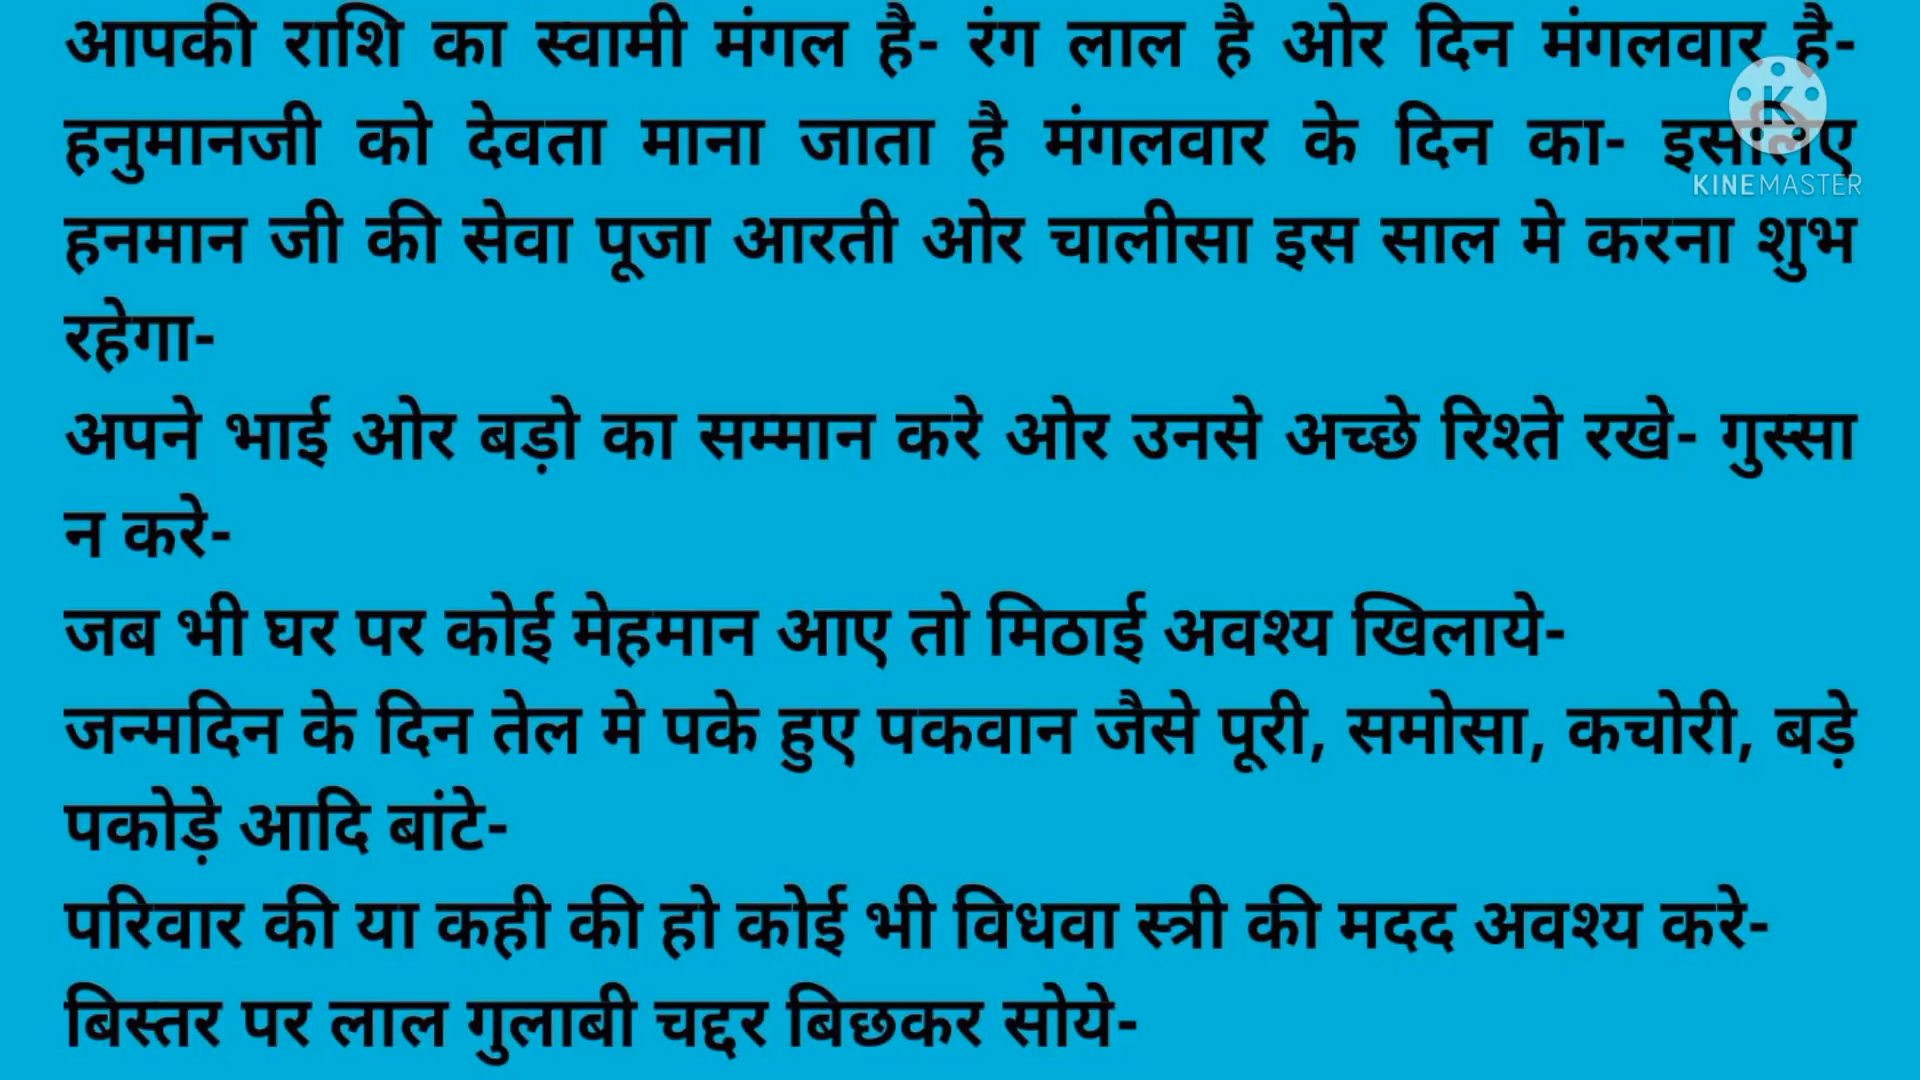 आपकी राशि का स्वामी मंगल है- रंग लाल है ओर दिन मंगलवार है-
हनुमानजी को देवता माना जाता है मंगलवार के दिन का- इसलिए
हनमान जी की सेवा पूजा आरती ओर चालीसा इस साल मे करना शुभ
रहेगा-
अपने भाई ओर बड़ो का सम्मान करे ओर उनसे अच्छे रिश्ते रखे- गुस्सा
न करे-
जब भी घर पर कोई मेहमान आए तो मिठाई अवश्य खिलाये-
जन्मदिन के दिन तेल मे पके हुए पकवान जैसे पूरी, समोसा, कचोरी, बड़े
पकोड़े आदि बांटे-
परिवार की या कही की हो कोई भी विधवा स्त्री की मदद अवश्य करे-
बिस्तर पर लाल गुलाबी चद्दर बिछकर सोये-
K
KINEMASTER